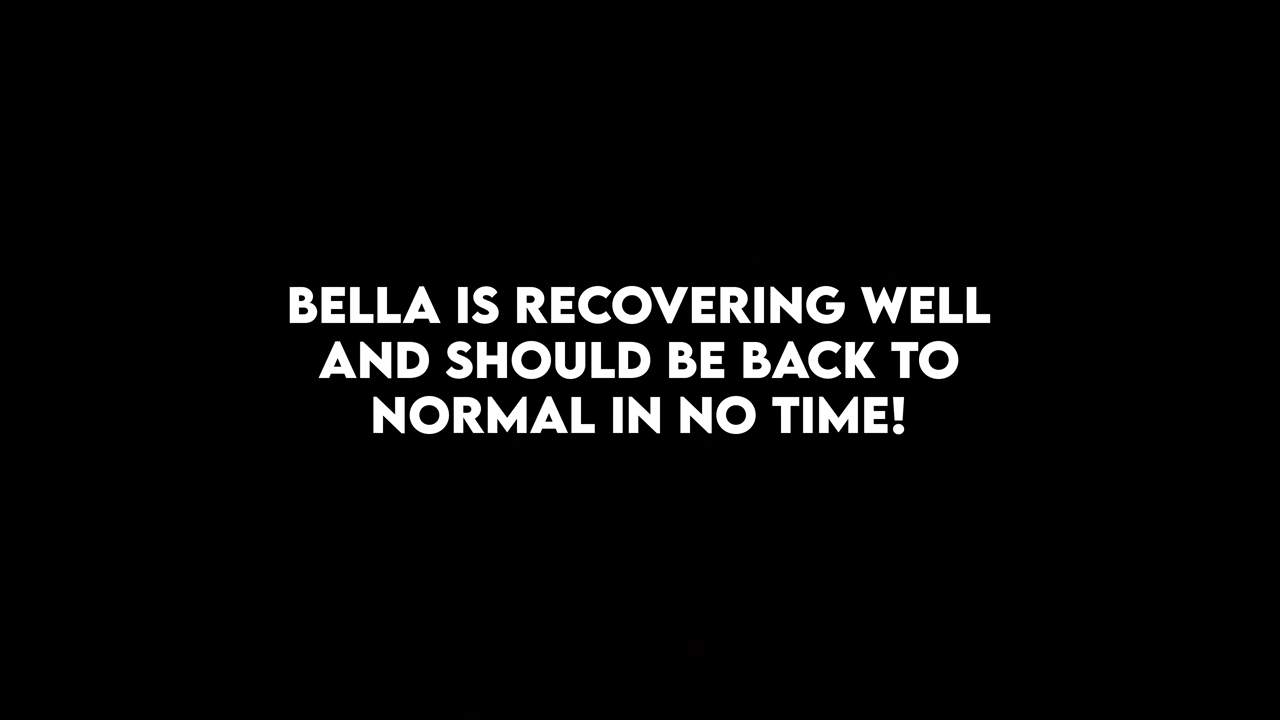 BELLA IS RECOVERING WELL
AND SHOULD BE BACK TO
NORMAL IN NO TIME!